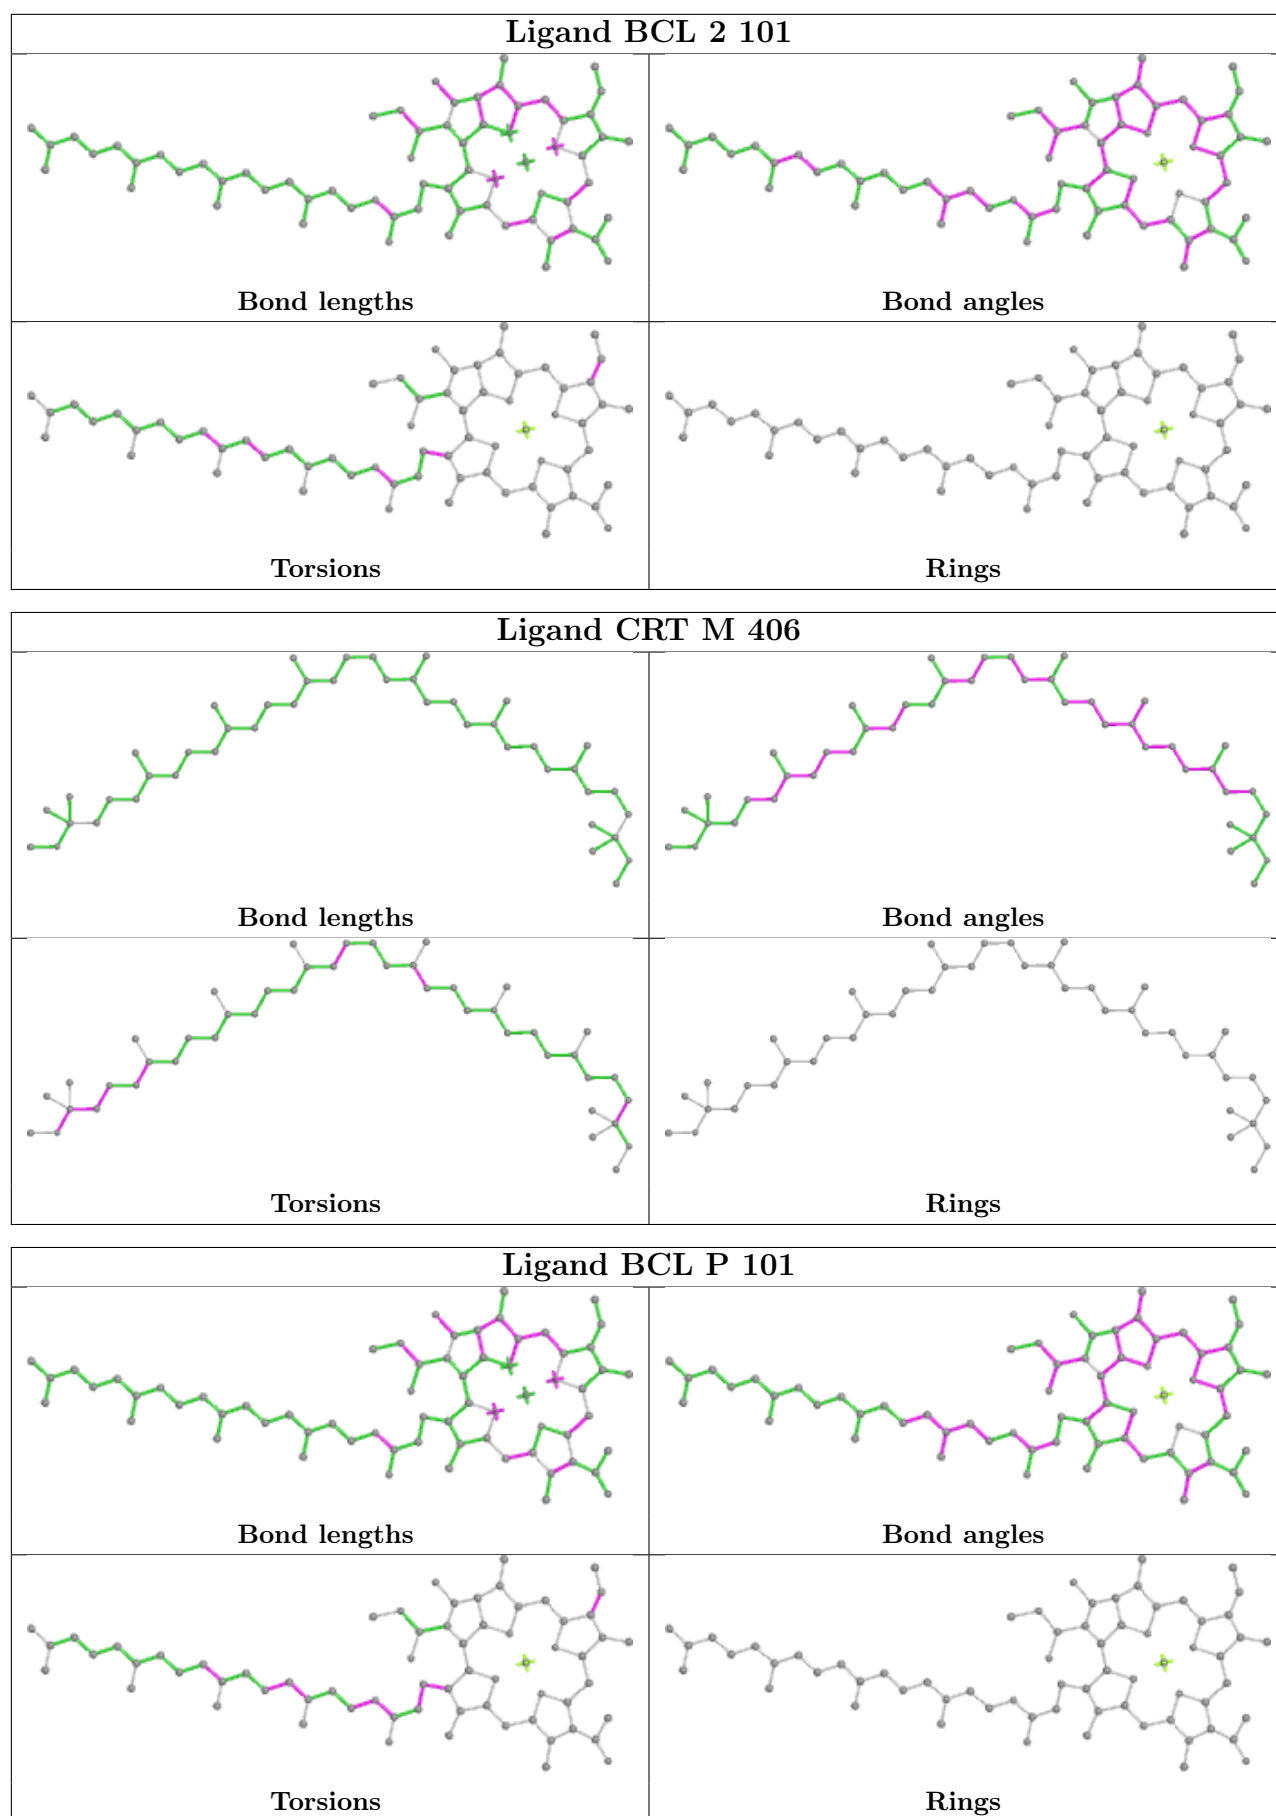 Ligand BCL 2 101
Bond lengths
Bond angles
Torsions
Rings
Ligand CRT M 406
Bond lengths
Bond angles
Torsions
Rings
Ligand BCL P 101
Bond lengths
Bond angles
Torsions
Rings